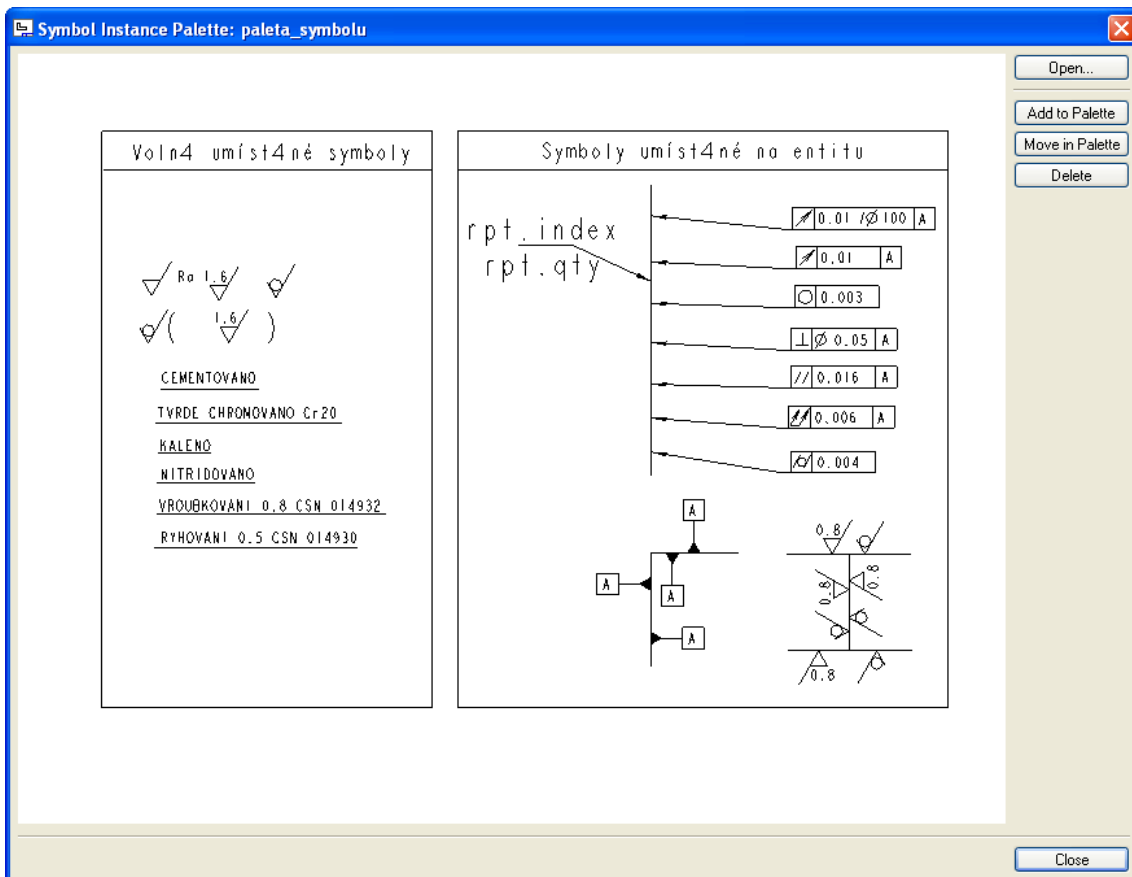 Symbol Instance Palette: paleta_symbolu
Open...
Add to Palette
Move in Palette
Delete
Voln4 umíst4né symboly
Ra 1.6
( 1.6 )
CEMENTOVANO
TVRDE CHROMOVANO Cr20
KALENO
NITRIDOVANO
VROUBKOVANI 0.8 CSN 014932
RYHOVANI 0.5 CSN 014930
Symboly umíst4né na entitu
rpt.index
rpt.qty
0.01 /Ø100 A
0.01 A
0.003
⊥ Ø 0.05 A
// 0.016 A
0.006 A
0.004
A
A
A
A
0.8
0.8
0.8
0.8
Close